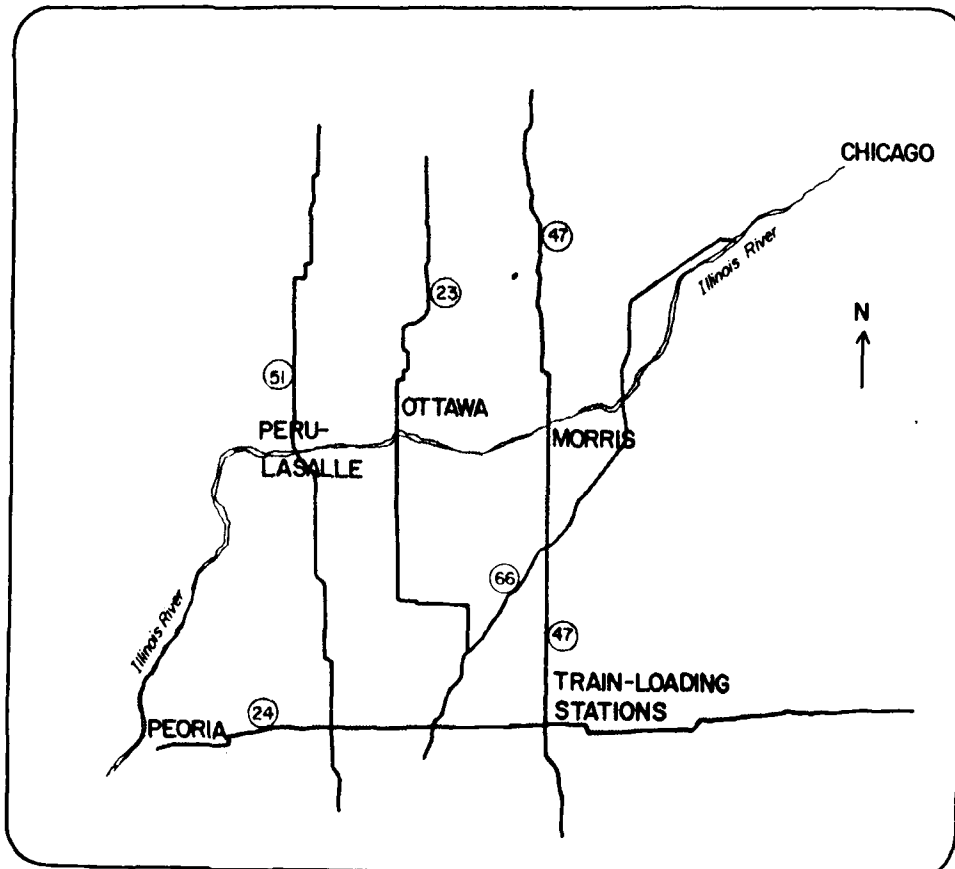 CHICAGO
47
Illinois River
23
N
51
OTTAWA
PERU-
LASALLE
MORRIS
66
Illinois River
47
TRAIN-LOADING
STATIONS
24
PEORIA